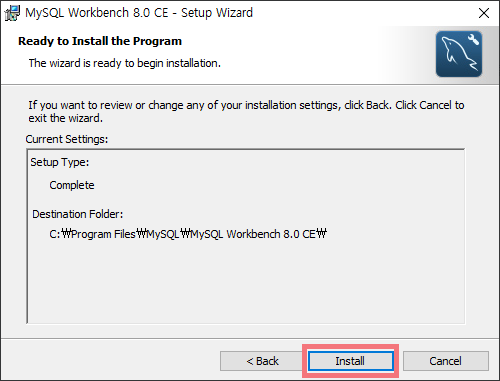 MySQL Workbench 8.0 CE - Setup Wizard
Ready to Install the Program
The wizard is ready to begin installation.
If you want to review or change any of your installation settings, click Back. Click Cancel to
exit the wizard.
Current Settings:
Setup Type:
Complete
Destination Folder:
C:₩Program Files₩MySQL₩MySQL Workbench 8.0 CE₩
< Back Install Cancel